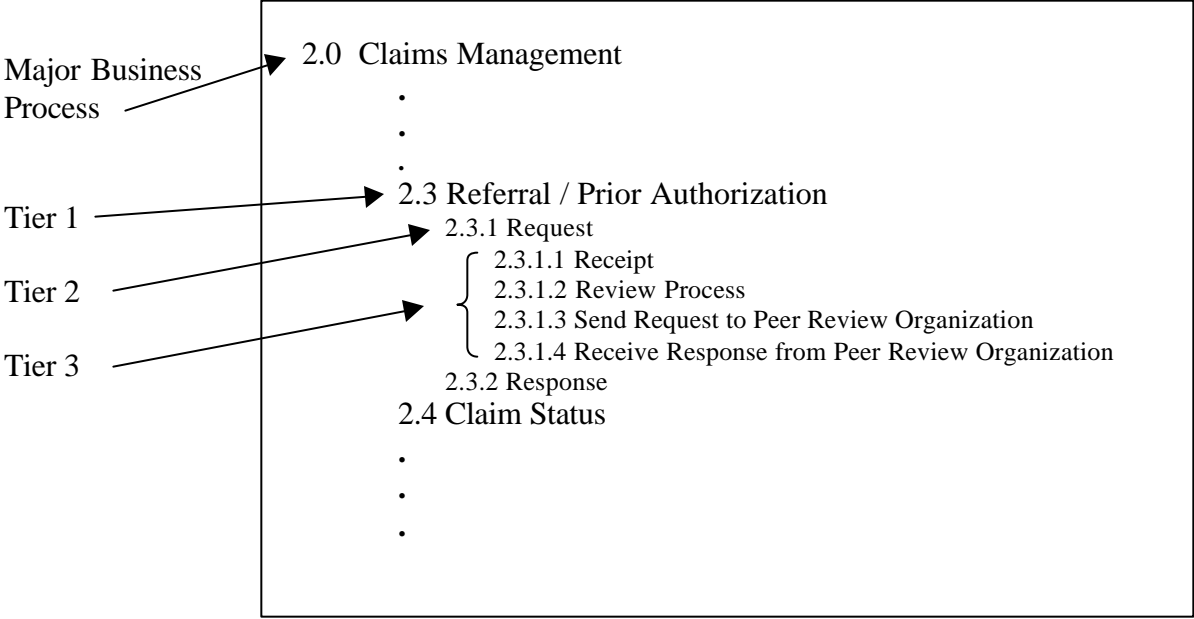 Major Business
Process
Tier 1
Tier 2
Tier 3
2.0 Claims Management
.
.
.
2.3 Referral / Prior Authorization
2.3.1 Request
2.3.1.1 Receipt
2.3.1.2 Review Process
2.3.1.3 Send Request to Peer Review Organization
2.3.1.4 Receive Response from Peer Review Organization
2.3.2 Response
2.4 Claim Status
.
.
.